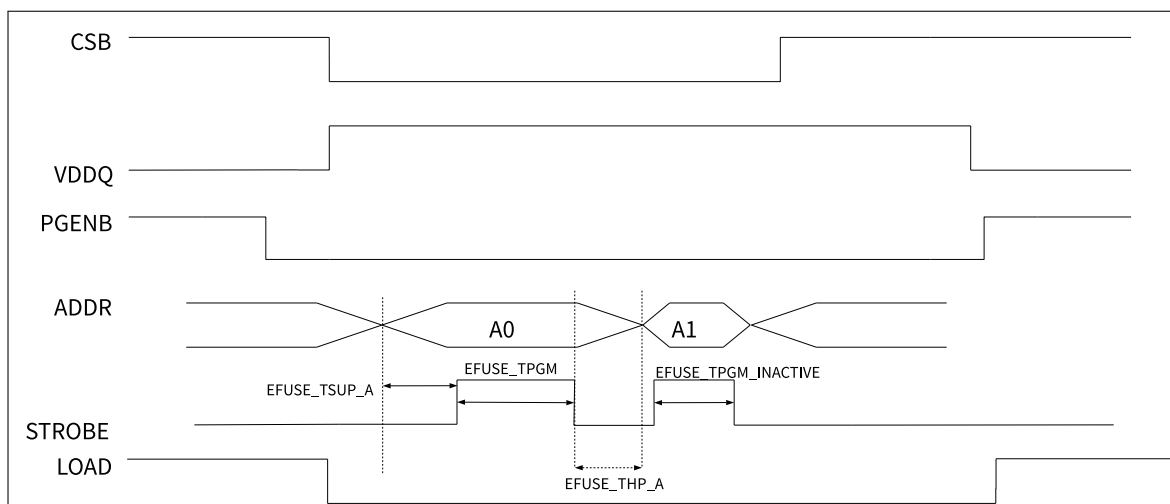 CSB
VDDQ
PGENB
ADDR
A0
A1
EFUSE_TPGM
EFUSE_TPGM_INACTIVE
EFUSE_TSUP_A
STROBE
LOAD
EFUSE_THP_A